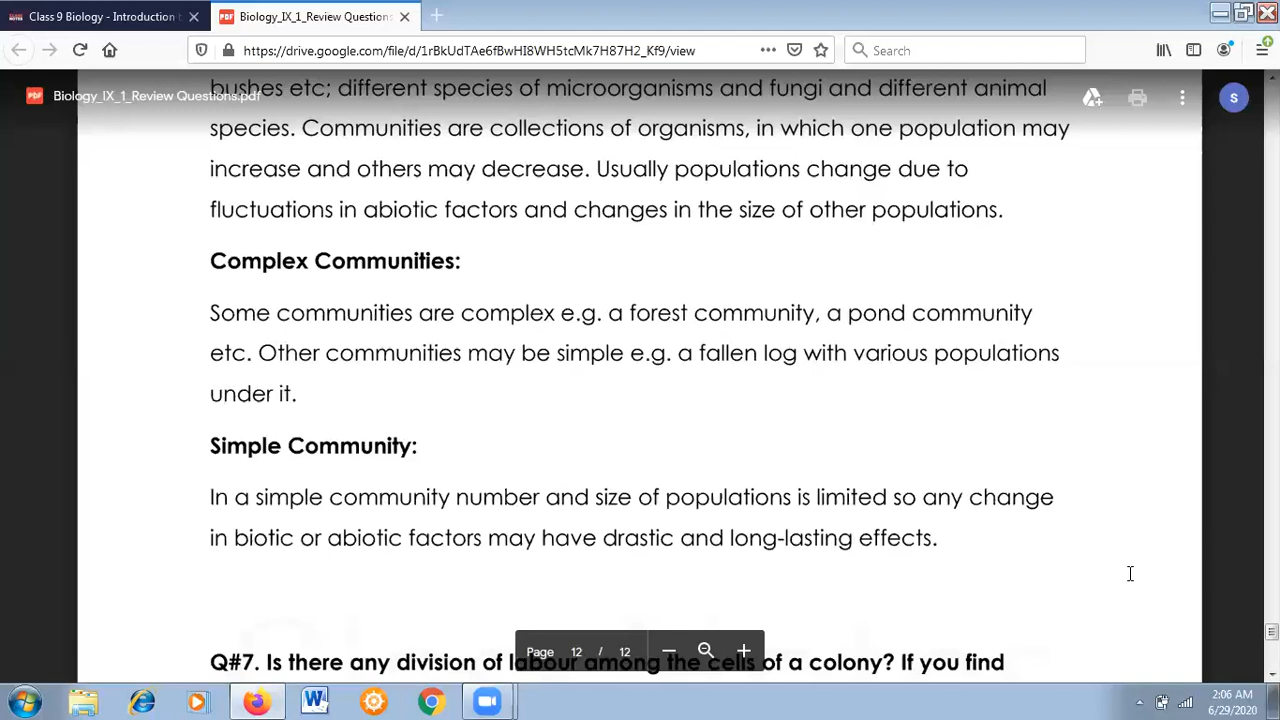 Class 9 Biology - Introduction t
Biology_IX_1_Review Questions.
https://drive.google.com/file/d/1rBkUdTAe6fBwHI8WH5tcMk7H87H2_Kf9/view
Search
bushes etc; different species of microorganisms and fungi and different animal
Biology_IX_1_Review Questions.pdf
S
species. Communities are collections of organisms, in which one population may
increase and others may decrease. Usually populations change due to
fluctuations in abiotic factors and changes in the size of other populations.
Complex Communities:
Some communities are complex e.g. a forest community, a pond community
etc. Other communities may be simple e.g. a fallen log with various populations
under it.
Simple Community:
In a simple community number and size of populations is limited so any change
in biotic or abiotic factors may have drastic and long-lasting effects.
Page 12 / 12
Q#7. Is there any division of labour among the cells of a colony? If you find
2:06 AM
6/29/2020